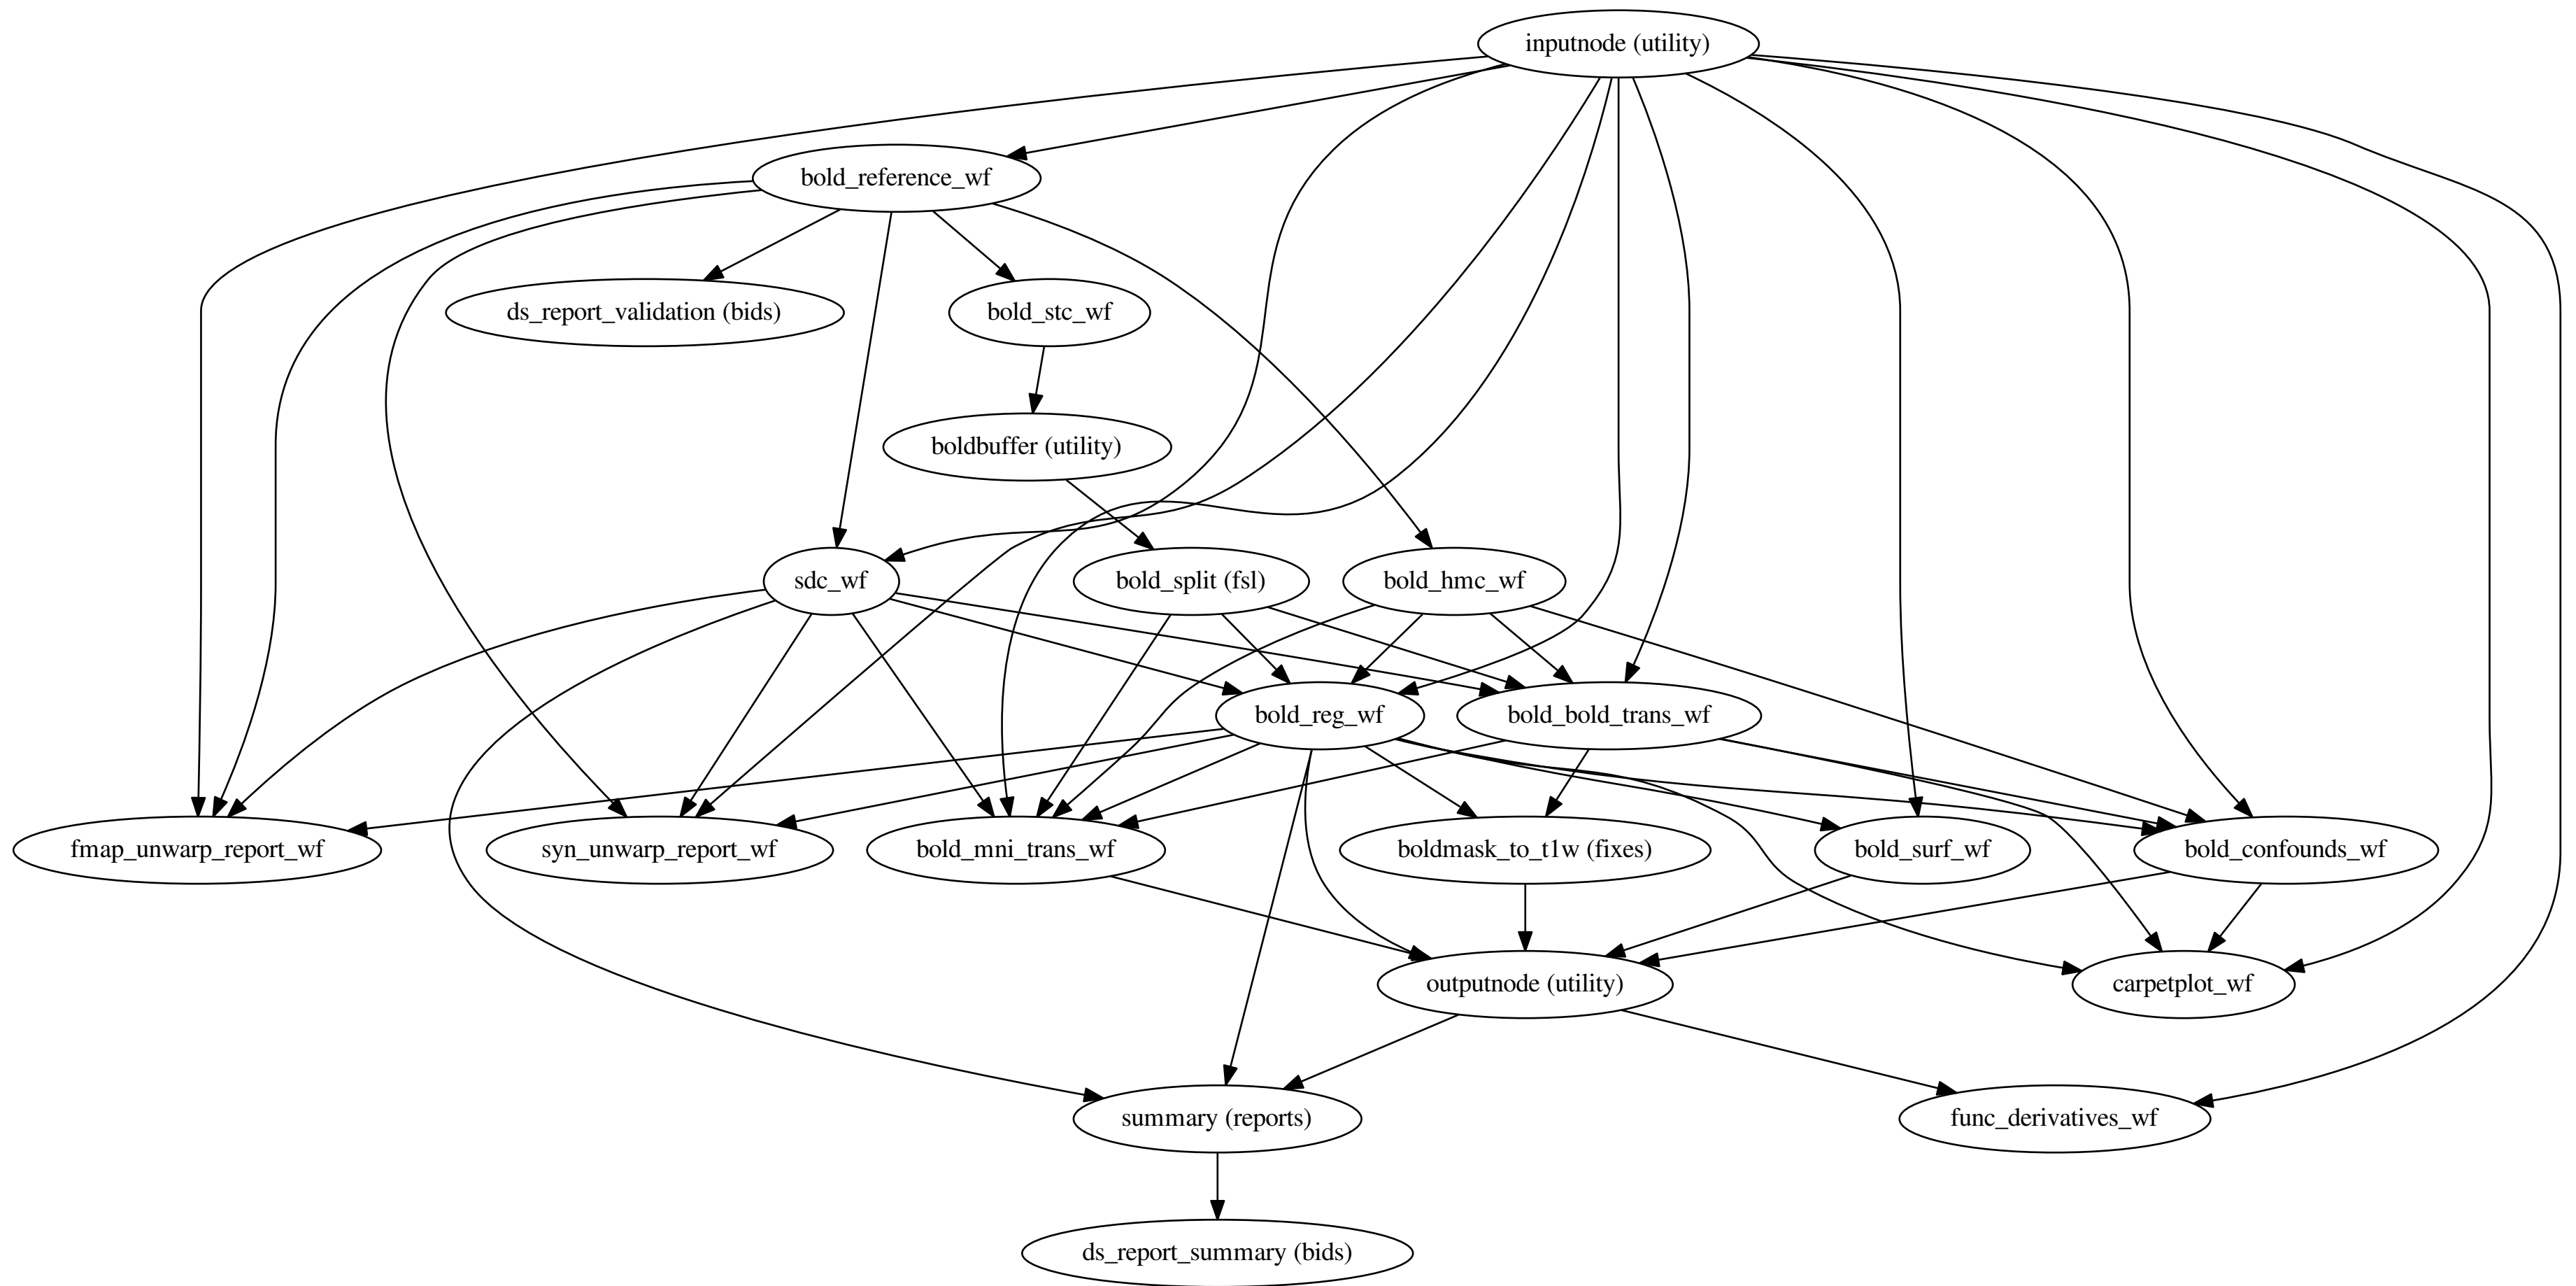 inputnode (utility)
bold_reference_wf
ds_report_validation (bids)
bold_stc_wf
boldbuffer (utility)
sdc_wf
bold_split (fsl)
bold_hmc_wf
bold_reg_wf
bold_bold_trans_wf
fmap_unwarp_report_wf
syn_unwarp_report_wf
bold_mni_trans_wf
boldmask_to_t1w (fixes)
bold_surf_wf
bold_confounds_wf
outputnode (utility)
carpetplot_wf
summary (reports)
func_derivatives_wf
ds_report_summary (bids)